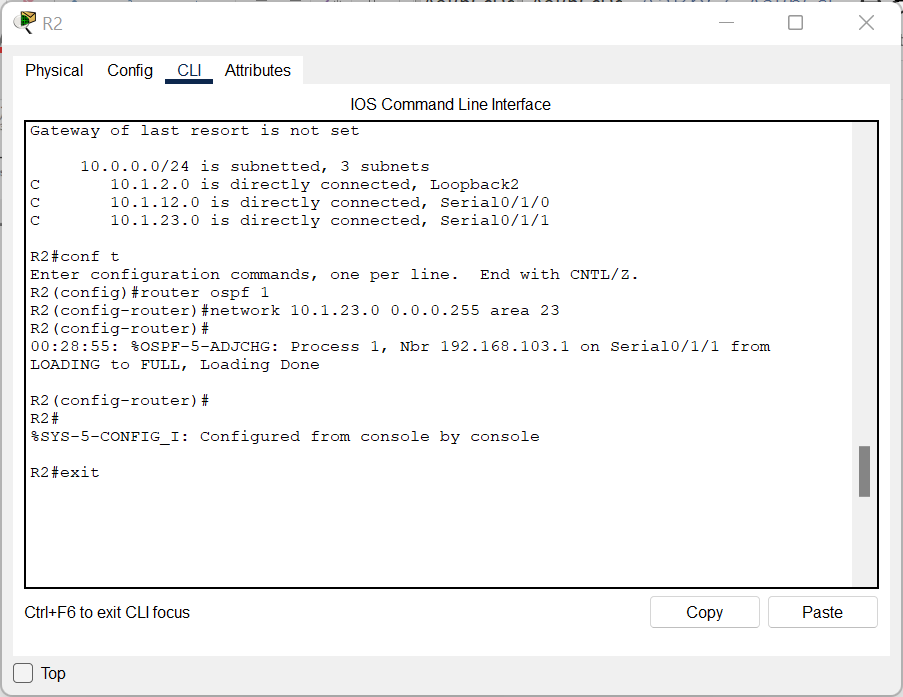 R2
Physical Config CLI Attributes
IOS Command Line Interface
Gateway of last resort is not set
10.0.0.0/24 is subnetted, 3 subnets
C 10.1.2.0 is directly connected, Loopback2
C 10.1.12.0 is directly connected, Serial0/1/0
C 10.1.23.0 is directly connected, Serial0/1/1
R2#conf t
Enter configuration commands, one per line. End with CNTL/Z.
R2(config)#router ospf 1
R2(config-router)#network 10.1.23.0 0.0.0.255 area 23
R2(config-router)#
00:28:55: %OSPF-5-ADJCHG: Process 1, Nbr 192.168.103.1 on Serial0/1/1 from
LOADING to FULL, Loading Done
R2(config-router)#
R2#
%SYS-5-CONFIG_I: Configured from console by console
R2#exit
Ctrl+F6 to exit CLI focus
Copy Paste
Top